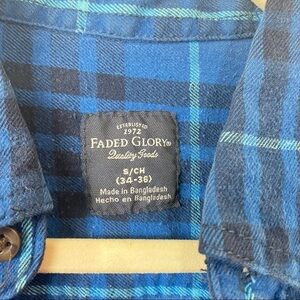 ESTABLISHED
1972
FADED GLORY®
Quality Goods
S/CH
(34-36)
Made in Bangladesh
Hecho en Bangladesh